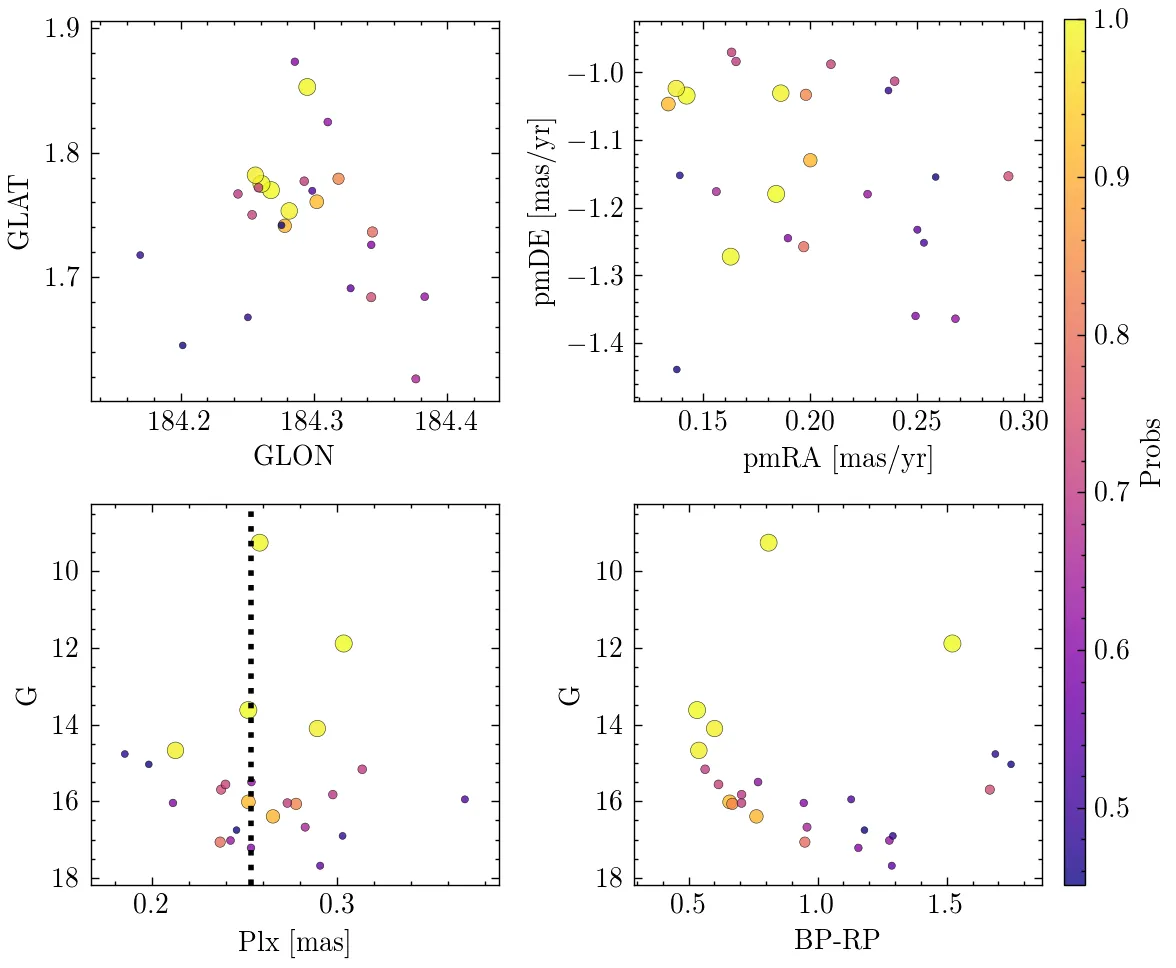 1.9
1.8
1.7
GLAT
184.2 184.3 184.4
GLON
−1.0
−1.1
−1.2
−1.3
−1.4
pmDE [mas/yr]
0.15 0.20 0.25 0.30
pmRA [mas/yr]
10
12
14
16
18
G
0.2 0.3
Plx [mas]
10
12
14
16
18
G
0.5 1.0 1.5
BP-RP
1.0
0.9
0.8
0.7
0.6
0.5
Probs